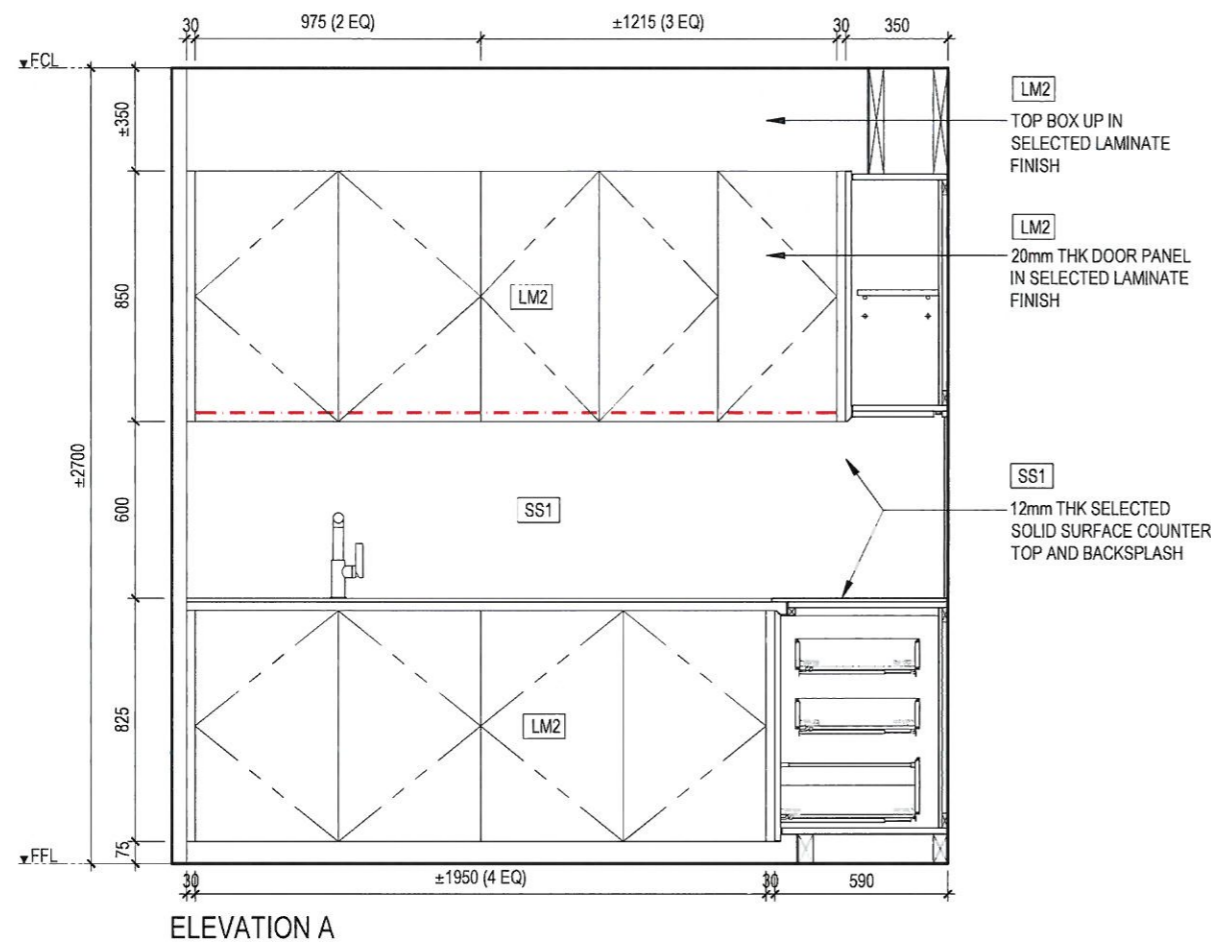 30
975 (2 EQ)
±1215 (3 EQ)
30
350
FCL
±350
850
±2700
600
825
75
FFL
LM2
TOP BOX UP IN
SELECTED LAMINATE
FINISH
LM2
20mm THK DOOR PANEL
IN SELECTED LAMINATE
FINISH
LM2
SS1
SS1
12mm THK SELECTED
SOLID SURFACE COUNTER
TOP AND BACKSPLASH
LM2
30
±1950 (4 EQ)
30
590
ELEVATION A